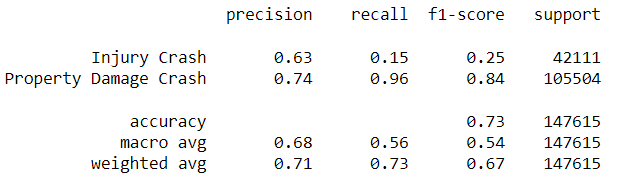 precision recall f1-score support
Injury Crash 0.63 0.15 0.25 42111
Property Damage Crash 0.74 0.96 0.84 105504
accuracy 0.73 147615
macro avg 0.68 0.56 0.54 147615
weighted avg 0.71 0.73 0.67 147615